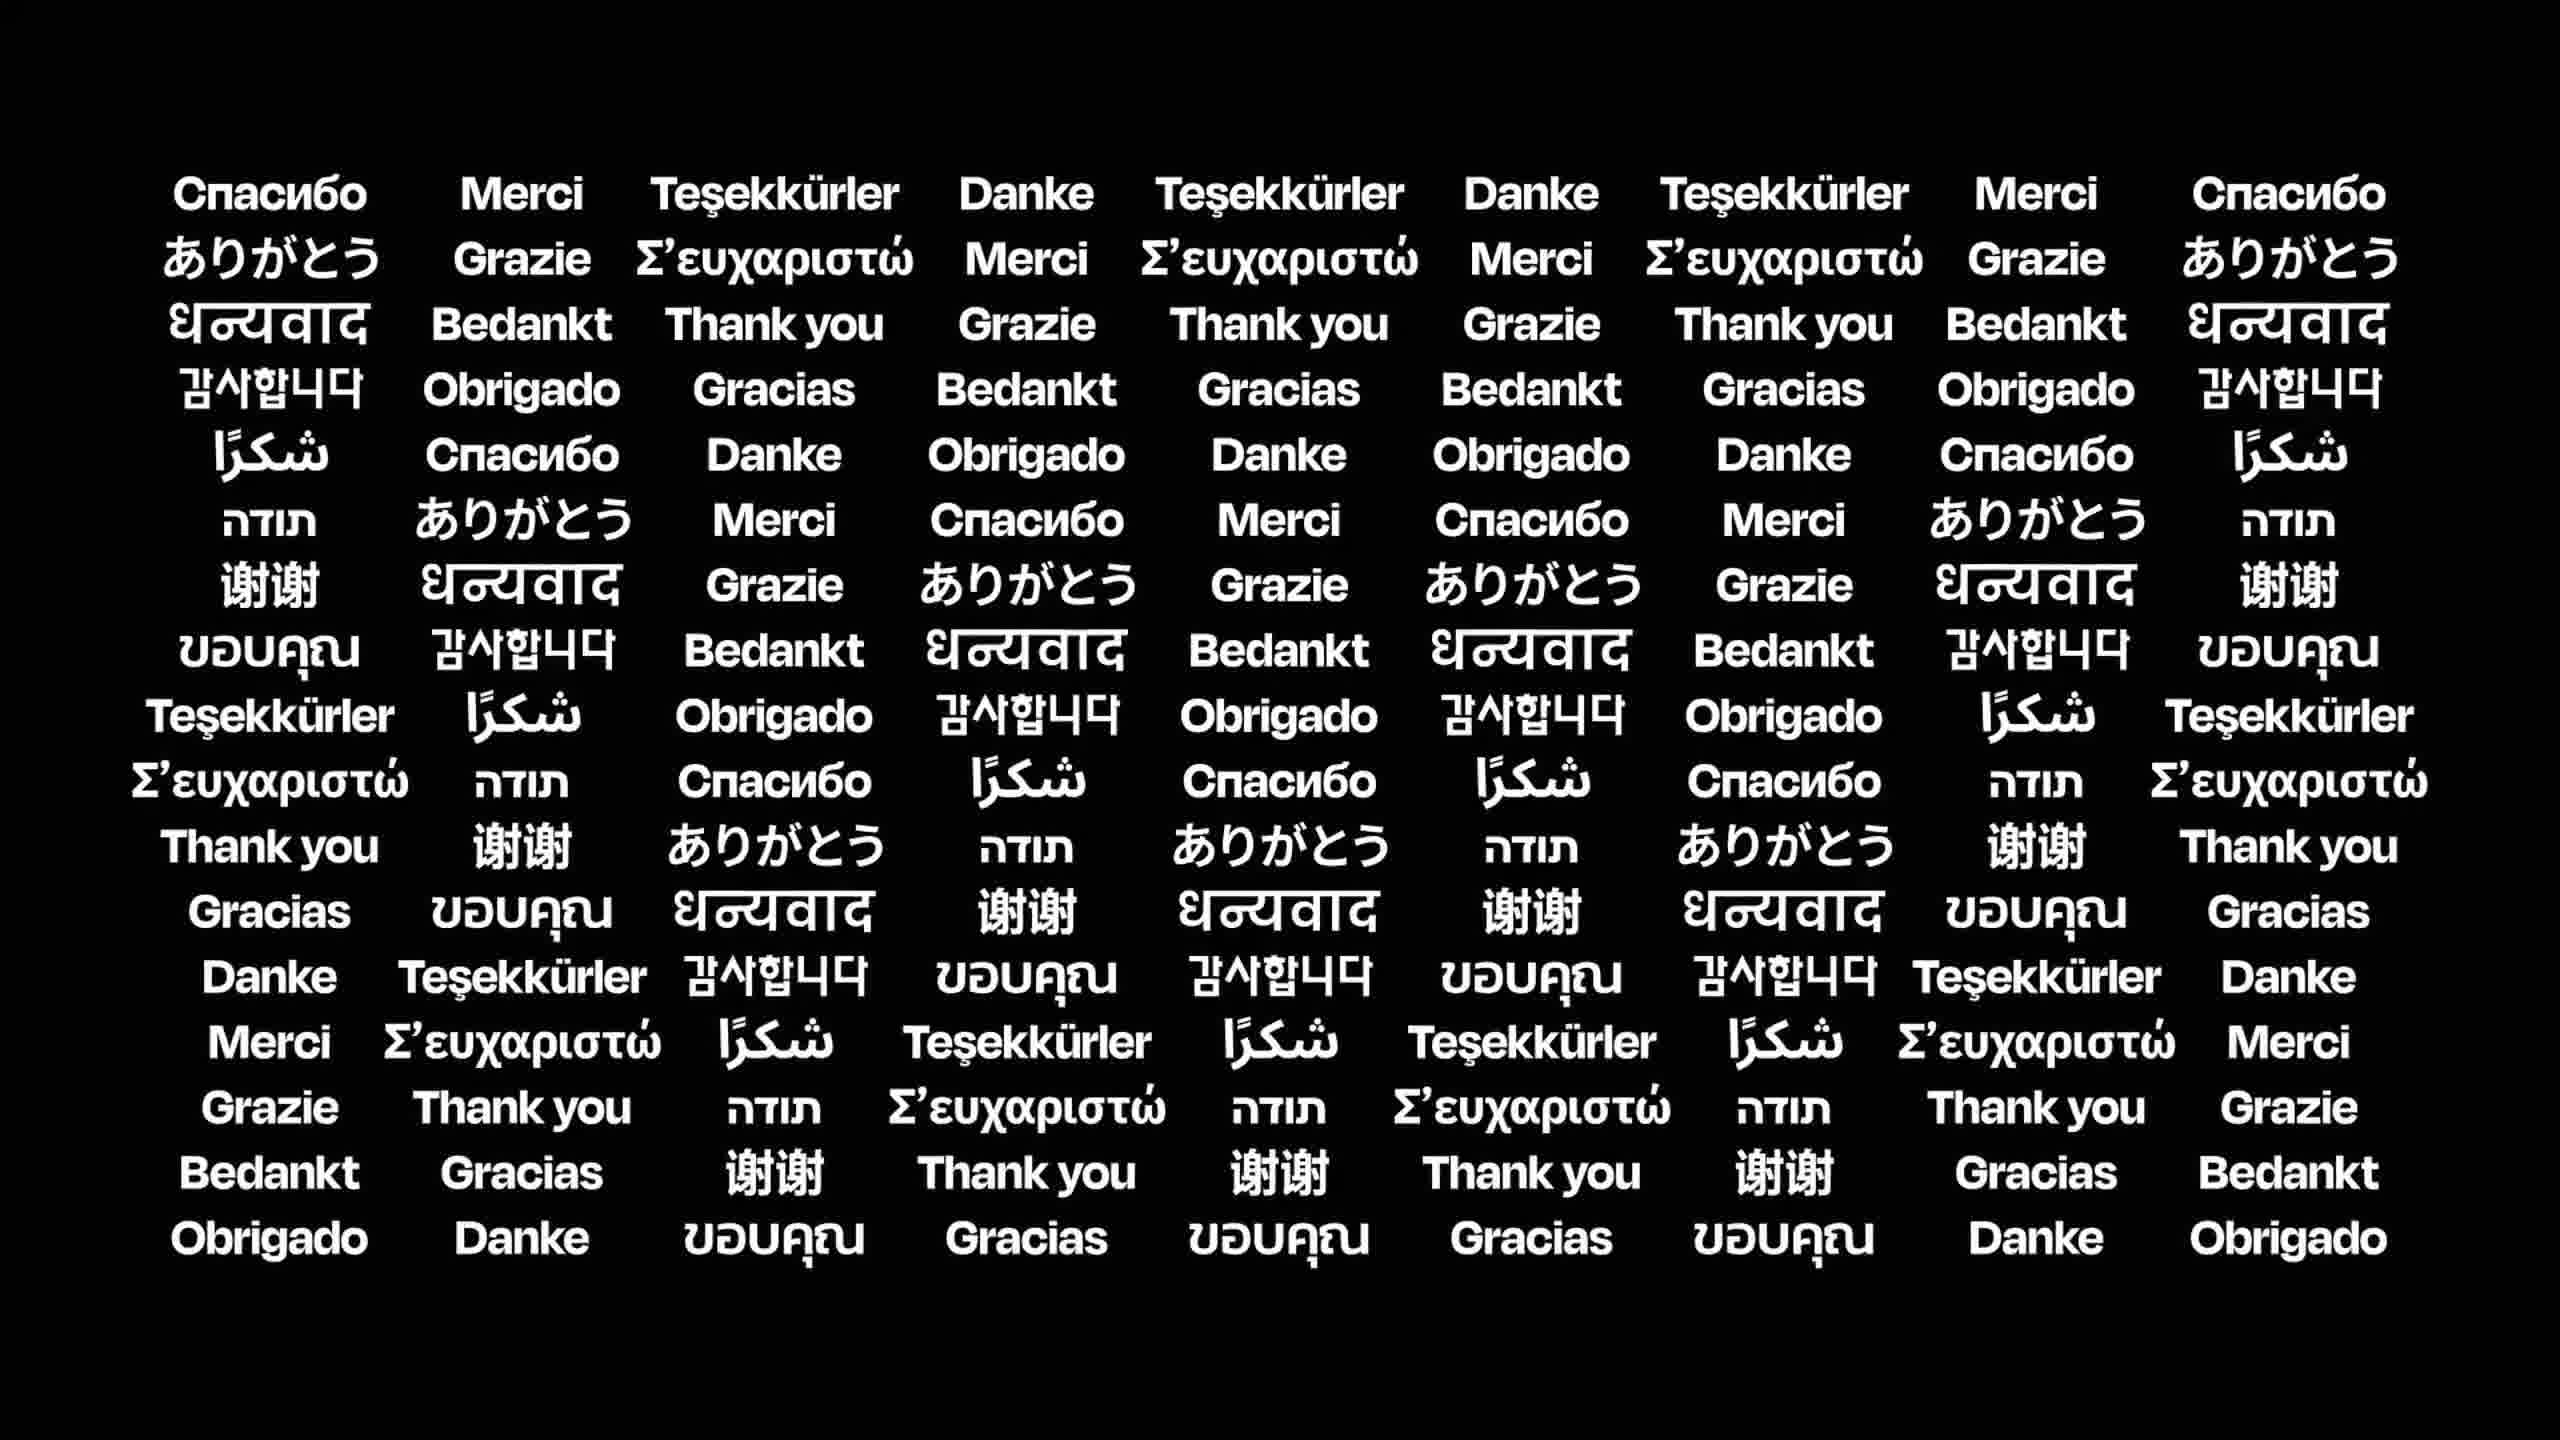 Спасибо Merci Teşekkürler Danke Teşekkürler Danke Teşekkürler Merci Спасибо
ありがとう Grazie Σ’ευχαριστώ Merci Σ’ευχαριστώ Merci Σ’ευχαριστώ Grazie ありがとう
धन्यवाद Bedankt Thank you Grazie Thank you Grazie Thank you Bedankt धन्यवाद
감사합니다 Obrigado Gracias Bedankt Gracias Bedankt Gracias Obrigado 감사합니다
شكرًا Спасибо Danke Obrigado Danke Obrigado Danke Спасибо شكرًا
תודה ありがとう Merci Спасибо Merci Спасибо Merci ありがとう תודה
谢谢 धन्यवाद Grazie ありがとう Grazie ありがとう Grazie धन्यवाद 谢谢
ขอบคุณ 감사합니다 Bedankt धन्यवाद Bedankt धन्यवाद Bedankt 감사합니다 ขอบคุณ
Teşekkürler شكرًا Obrigado 감사합니다 Obrigado 감사합니다 Obrigado شكرًا Teşekkürler
Σ’ευχαριστώ תודה Спасибо شكرًا Спасибо شكرًا Спасибо תודה Σ’ευχαριστώ
Thank you 谢谢 ありがとう תודה ありがとう תודה ありがとう 谢谢 Thank you
Gracias ขอบคุณ धन्यवाद 谢谢 धन्यवाद 谢谢 धन्यवाद ขอบคุณ Gracias
Danke Teşekkürler 감사합니다 ขอบคุณ 감사합니다 ขอบคุณ 감사합니다 Teşekkürler Danke
Merci Σ’ευχαριστώ شكرًا Teşekkürler شكرًا Teşekkürler شكرًا Σ’ευχαριστώ Merci
Grazie Thank you תודה Σ’ευχαριστώ תודה Σ’ευχαριστώ תודה Thank you Grazie
Bedankt Gracias 谢谢 Thank you 谢谢 Thank you 谢谢 Gracias Bedankt
Obrigado Danke ขอบคุณ Gracias ขอบคุณ Gracias ขอบคุณ Danke Obrigado